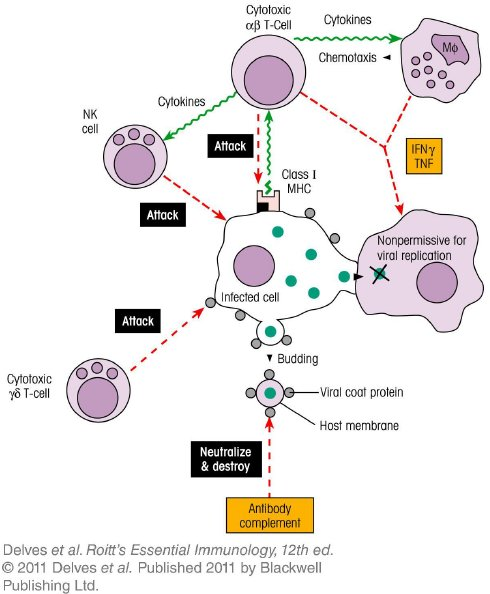 Cytotoxic
αβ T-Cell
Cytokines
Mϕ
Chemotaxis
NK
cell
Cytokines
Attack
Class I
MHC
IFNγ
TNF
Attack
Nonpermissive for
viral replication
Infected cell
Attack
Budding
Cytotoxic
γδ T-cell
Viral coat protein
Host membrane
Neutralize
& destroy
Antibody
complement
Delves et al. Roitt's Essential Immunology, 12th ed.
© 2011 Delves et al. Published 2011 by Blackwell
Publishing Ltd.